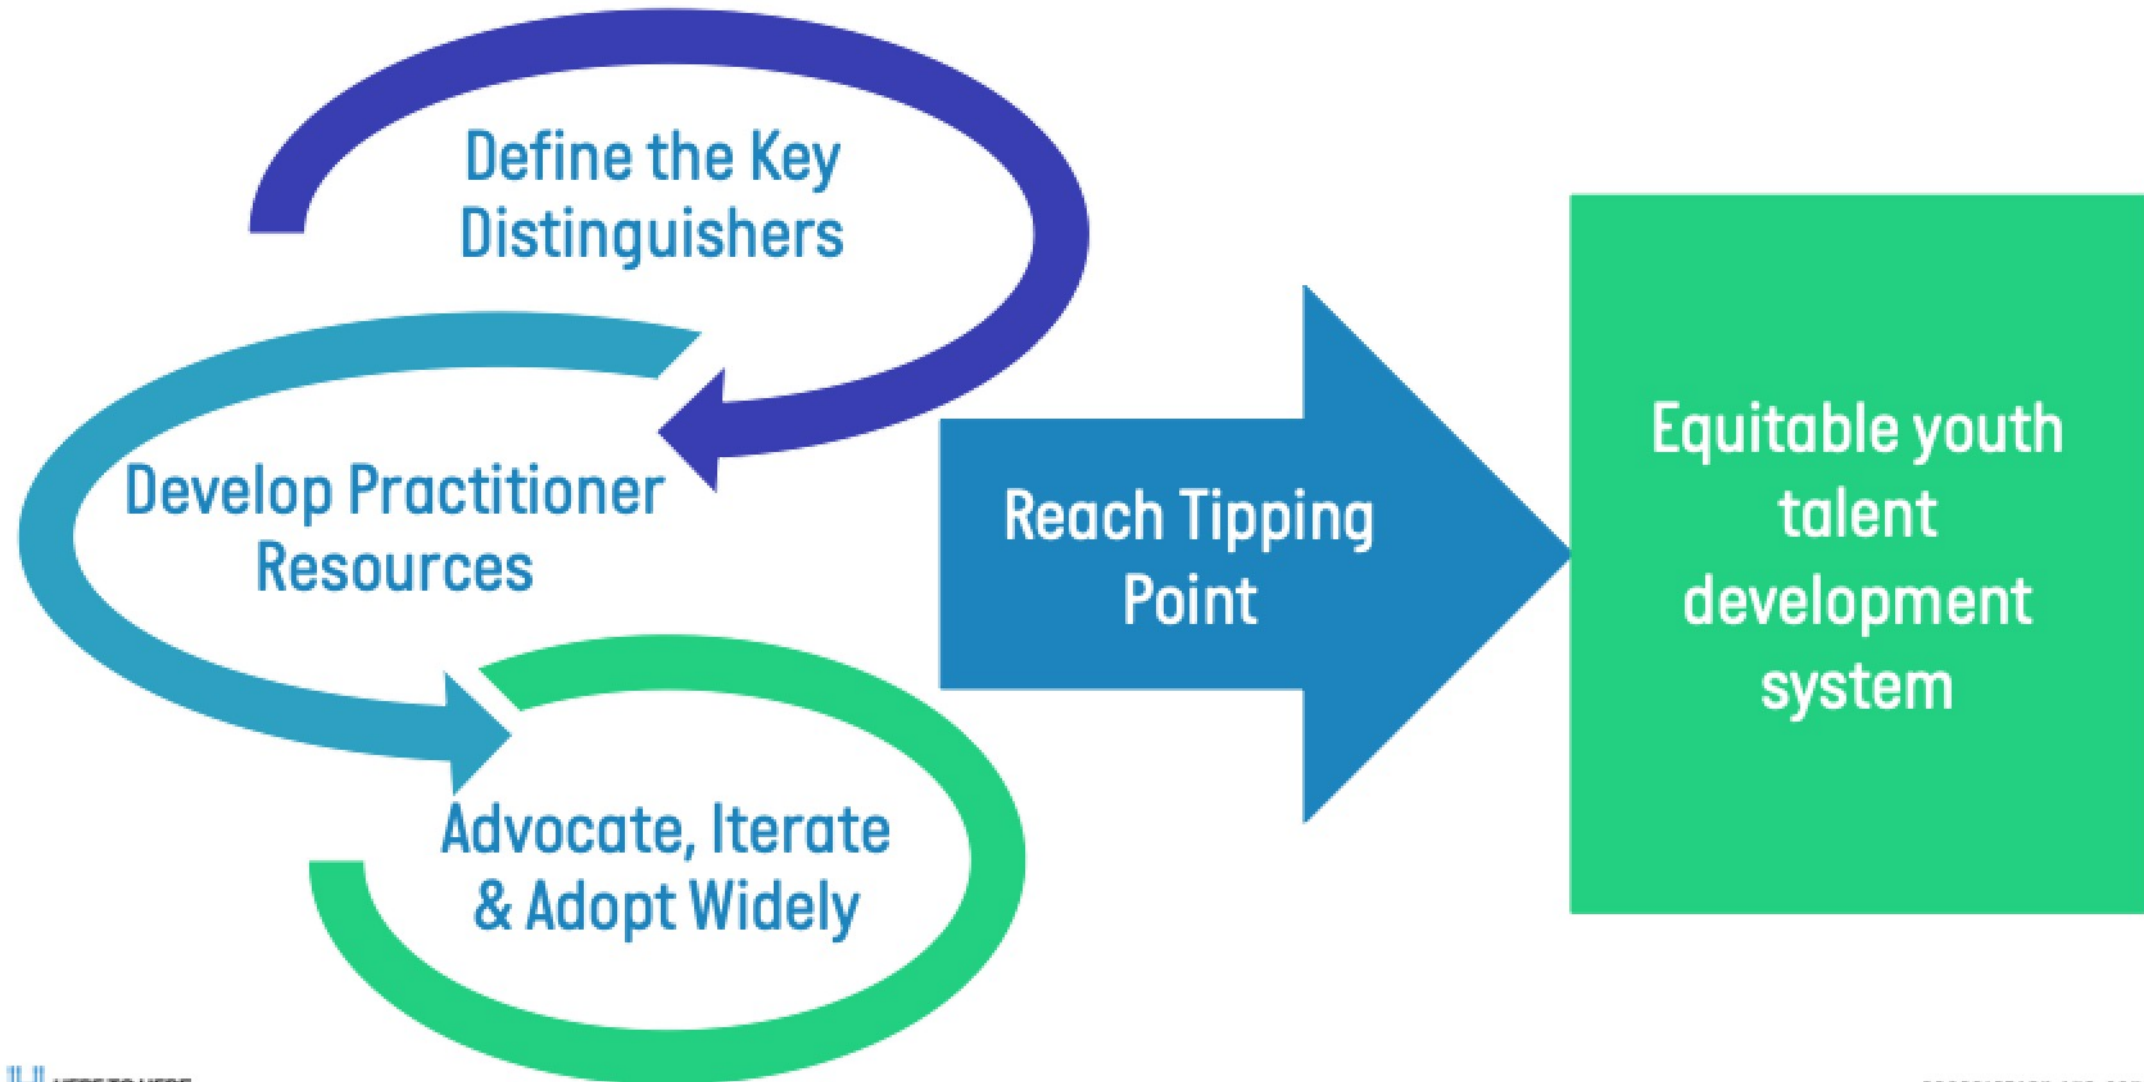 Define the Key
Distinguishers
Develop Practitioner
Resources
Advocate, Iterate
& Adopt Widely
Reach Tipping
Point
Equitable youth
talent
development
system